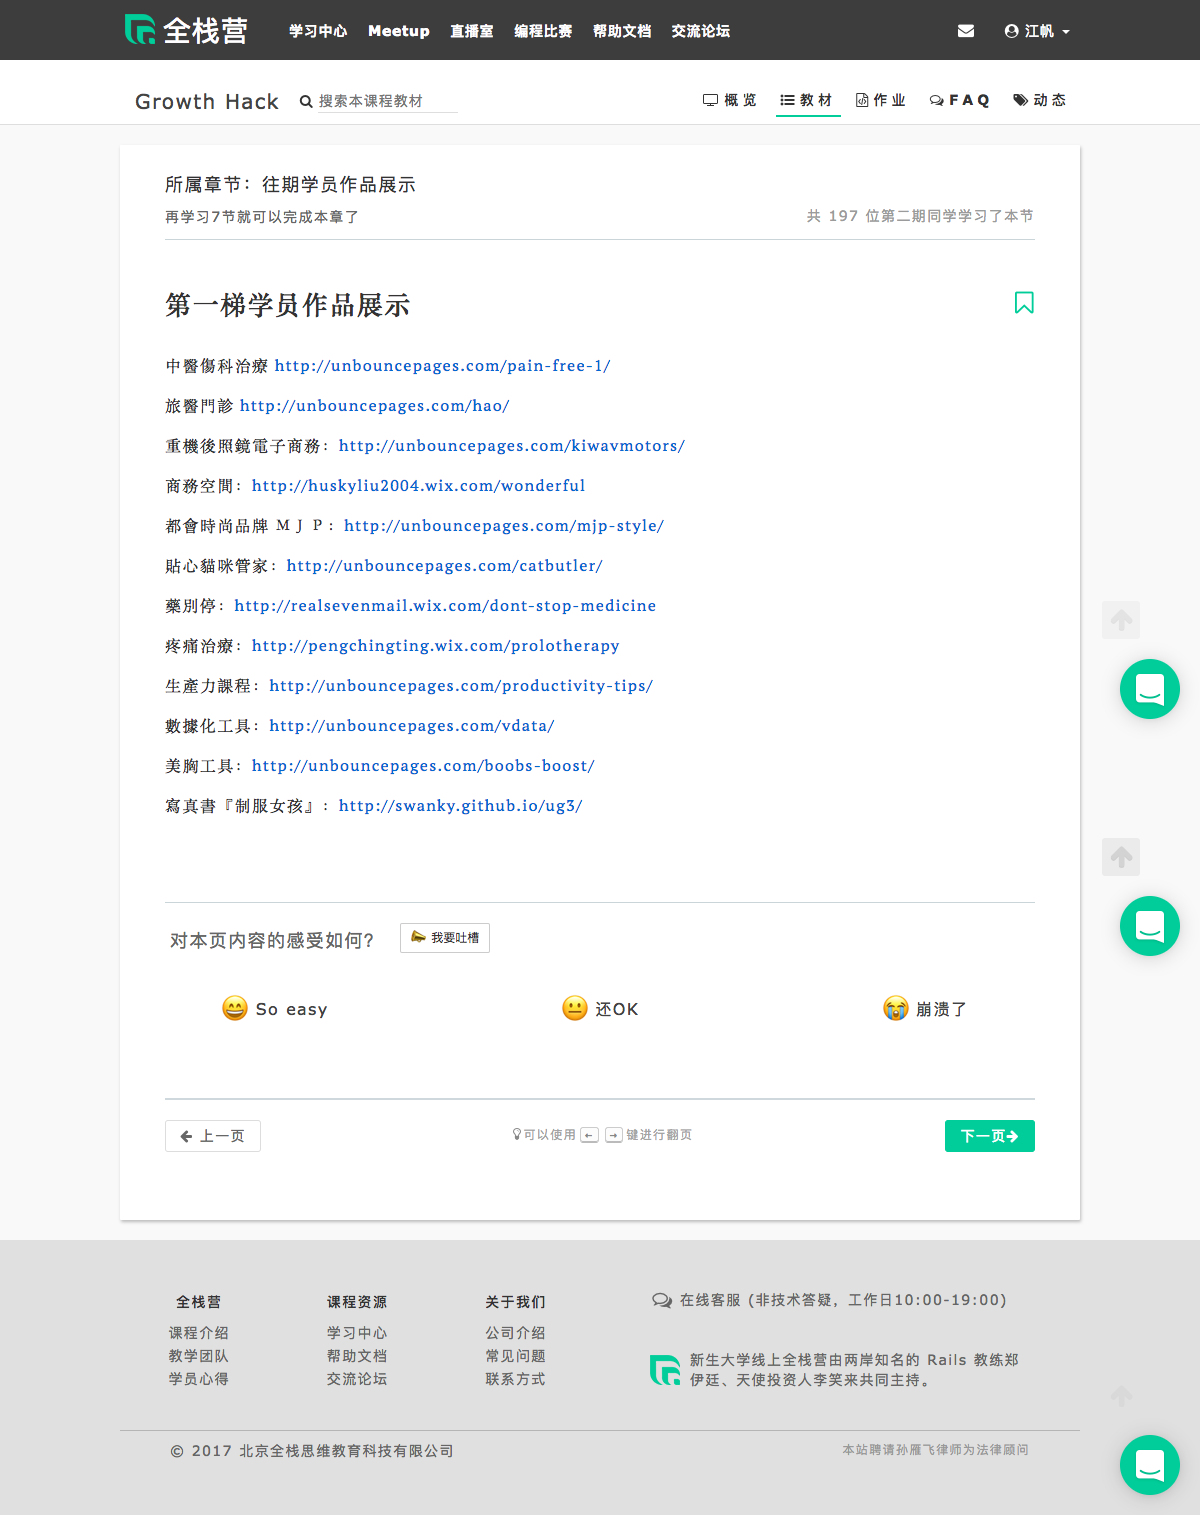 全栈营 学习中心 Meetup 直播室 编程比赛 帮助文档 交流论坛 江帆
Growth Hack 搜索本课程教材 概览 教材 作业 FAQ 动态
所属章节：往期学员作品展示
再学习7节就可以完成本章了 共 197 位第二期同学学习了本节
第一梯学员作品展示
中醫傷科治療 http://unbouncepages.com/pain-free-1/
旅醫門診 http://unbouncepages.com/hao/
重機後照鏡電子商務：http://unbouncepages.com/kiwavmotors/
商務空間：http://huskyliu2004.wix.com/wonderful
都會時尚品牌 ＭＪＰ：http://unbouncepages.com/mjp-style/
貼心貓咪管家：http://unbouncepages.com/catbutler/
藥別停：http://realsevenmail.wix.com/dont-stop-medicine
疼痛治療：http://pengchingting.wix.com/prolotherapy
生產力課程：http://unbouncepages.com/productivity-tips/
數據化工具：http://unbouncepages.com/vdata/
美胸工具：http://unbouncepages.com/boobs-boost/
寫真書『制服女孩』：http://swanky.github.io/ug3/
对本页内容的感受如何? 我要吐槽
So easy 还OK 崩溃了
上一页 可以使用 ← → 键进行翻页 下一页
全栈营 课程资源 关于我们 在线客服 (非技术答疑，工作日10:00-19:00)
课程介绍 学习中心 公司介绍
教学团队 帮助文档 常见问题 新生大学线上全栈营由两岸知名的 Rails 教练郑
学员心得 交流论坛 联系方式 伊廷、天使投资人李笑来共同主持。
© 2017 北京全栈思维教育科技有限公司 本站聘请孙雁飞律师为法律顾问